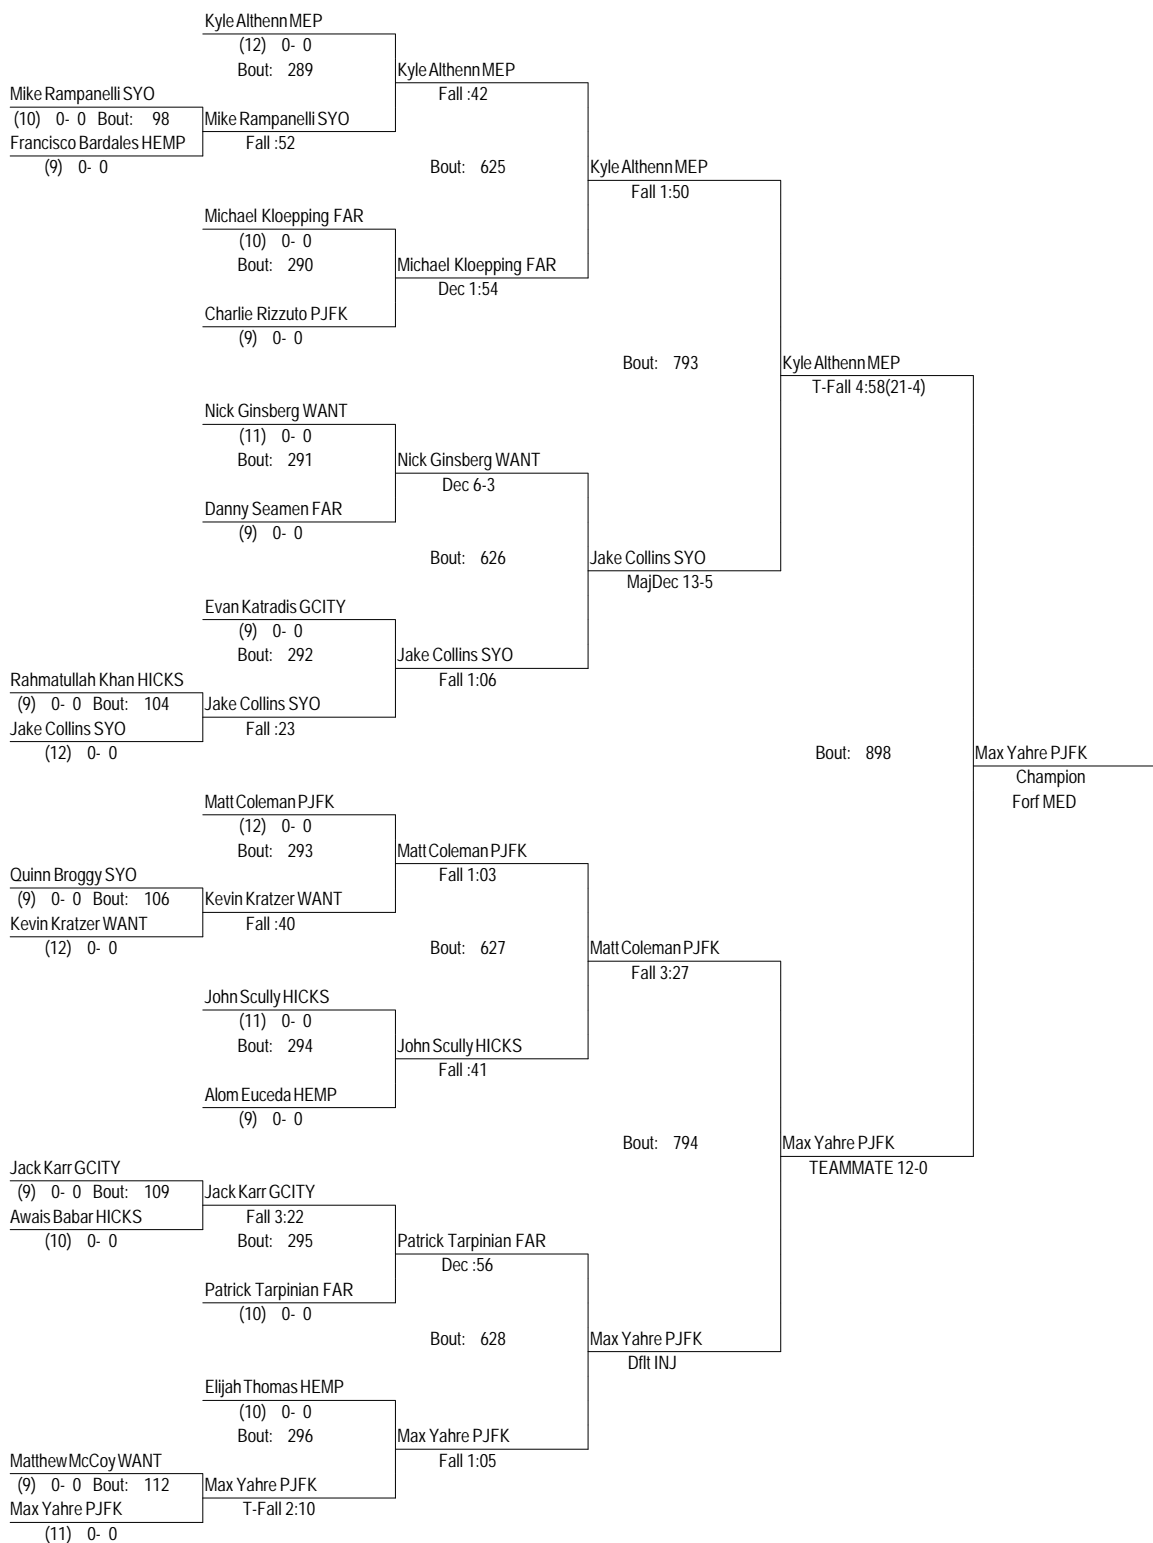 Kyle Althenn MEP
(12) 0- 0
Bout: 289
Kyle Althenn MEP
Fall :42
Mike Rampanelli SYO
(10) 0- 0 Bout: 98
Mike Rampanelli SYO
Francisco Bardales HEMP
Fall :52
(9) 0- 0
Bout: 625
Kyle Althenn MEP
Fall 1:50
Michael Kloepping FAR
(10) 0- 0
Bout: 290
Michael Kloepping FAR
Dec 1:54
Charlie Rizzuto PJFK
(9) 0- 0
Bout: 793
Kyle Althenn MEP
T-Fall 4:58(21-4)
Nick Ginsberg WANT
(11) 0- 0
Bout: 291
Nick Ginsberg WANT
Dec 6-3
Danny Seamen FAR
(9) 0- 0
Bout: 626
Jake Collins SYO
MajDec 13-5
Evan Katradis GCITY
(9) 0- 0
Bout: 292
Jake Collins SYO
Fall 1:06
Rahmatullah Khan HICKS
(9) 0- 0 Bout: 104
Jake Collins SYO
Jake Collins SYO
Fall :23
(12) 0- 0
Bout: 898
Max Yahre PJFK
Champion
Forf MED
Matt Coleman PJFK
(12) 0- 0
Bout: 293
Matt Coleman PJFK
Fall 1:03
Quinn Broggy SYO
(9) 0- 0 Bout: 106
Kevin Kratzer WANT
Kevin Kratzer WANT
Fall :40
(12) 0- 0
Bout: 627
Matt Coleman PJFK
Fall 3:27
John Scully HICKS
(11) 0- 0
Bout: 294
John Scully HICKS
Fall :41
Alom Euceda HEMP
(9) 0- 0
Bout: 794
Max Yahre PJFK
TEAMMATE 12-0
Jack Karr GCITY
(9) 0- 0 Bout: 109
Jack Karr GCITY
Awais Babar HICKS
Fall 3:22
(10) 0- 0
Bout: 295
Patrick Tarpinian FAR
Dec :56
Patrick Tarpinian FAR
(10) 0- 0
Bout: 628
Max Yahre PJFK
Dflt INJ
Elijah Thomas HEMP
(10) 0- 0
Bout: 296
Max Yahre PJFK
Fall 1:05
Matthew McCoy WANT
(9) 0- 0 Bout: 112
Max Yahre PJFK
Max Yahre PJFK
T-Fall 2:10
(11) 0- 0